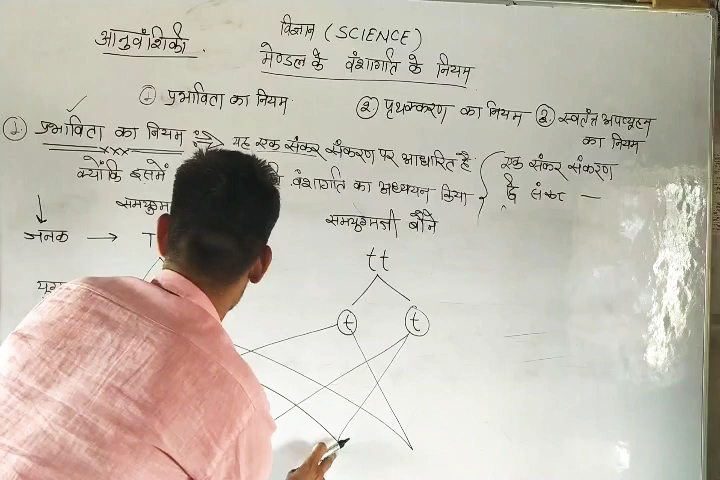 विज्ञान (SCIENCE)
आनुवंशिकी .
मेण्डल के वंशागति के नियम
① प्रभाविता का नियम ② पृथक्करण का नियम ③ स्वतंत्र अपव्यूहन
का नियम
①. प्रभाविता का नियम ⇒ यह एक संकर संकरण पर आधारित है
क्योंकि इसमें वंशागति का अध्ययन किया
{ एक संकर संकरण
द्वि संकर —
समयुग्मजी बौने
जनक → T tt
t t